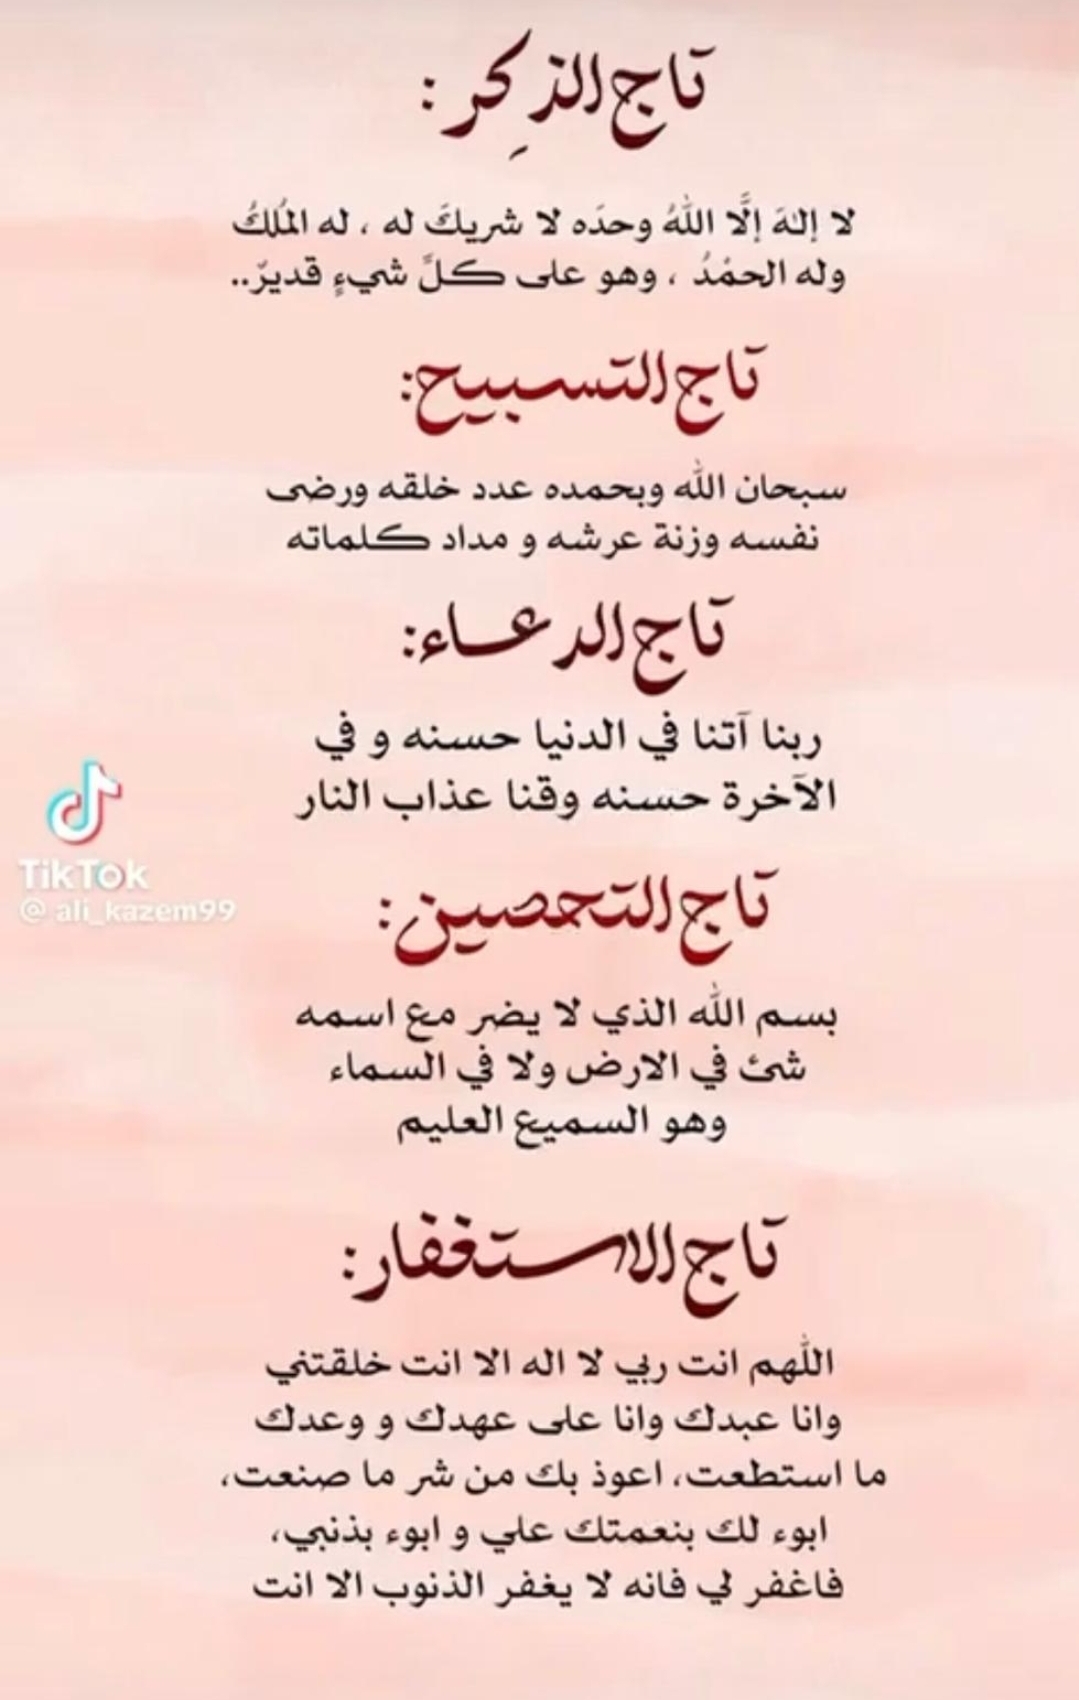 تاج الذِكر :
لا إلهَ إلَّا اللهُ وحدَه لا شريكَ له ، له المُلكُ
وله الحمْدُ ، وهو على كلِّ شيءٍ قديرٌ..
تاج التسبيح:
سبحان الله وبحمده عدد خلقه ورضى
نفسه وزنة عرشه و مداد كلماته
تاج الدعاء:
ربنا آتنا في الدنيا حسنه و في
الآخرة حسنه وقنا عذاب النار
TikTok
@ ali_kazem99
تاج التحصين :
بسم الله الذي لا يضر مع اسمه
شئ في الارض ولا في السماء
وهو السميع العليم
تاج الاستغفار :
اللهم انت ربي لا اله الا انت خلقتني
وانا عبدك وانا على عهدك و وعدك
ما استطعت، اعوذ بك من شر ما صنعت،
ابوء لك بنعمتك علي و ابوء بذنبي،
فاغفر لي فانه لا يغفر الذنوب الا انت